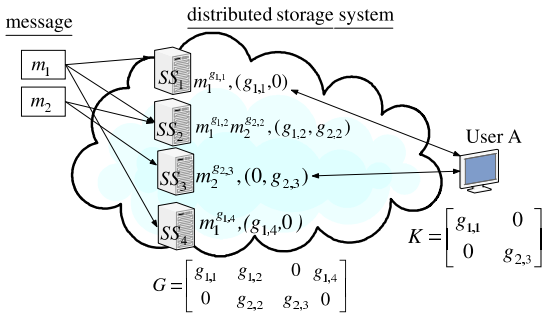 message
distributed storage system
m₁
m₂
SS₁ m₁^{g₁,₁}, (g₁,₁, 0)
SS₂ m₁^{g₁,₂} m₂^{g₂,₂}, (g₁,₂, g₂,₂)
SS₃ m₂^{g₂,₃}, (0, g₂,₃)
SS₄ m₁^{g₁,₄}, (g₁,₄, 0)
User A
K = [g₁,₁ 0
0 g₂,₃]
G = [g₁,₁ g₁,₂ 0 g₁,₄
0 g₂,₂ g₂,₃ 0]